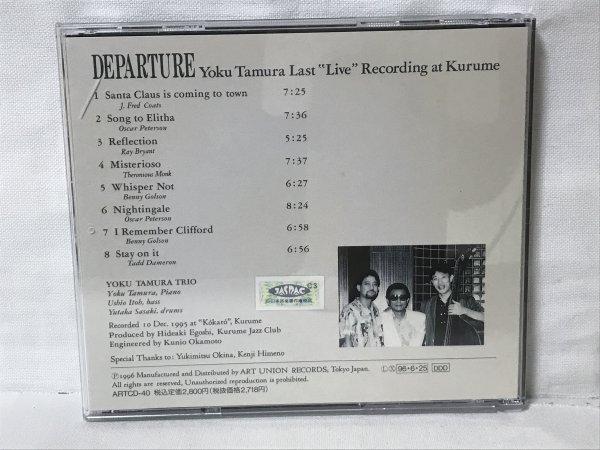 DEPARTURE Yoku Tamura Last "Live" Recording at Kurume
1 Santa Claus is coming to town 7:25
J. Fred Coats
2 Song to Elitha 7:36
Oscar Peterson
3 Reflection 5:25
Ray Bryant
4 Misterioso 7:37
Theronious Monk
5 Whisper Not 6:27
Benny Golson
6 Nightingale 8:24
Oscar Peterson
7 I Remember Clifford 6:58
Benny Golson
8 Stay on it 6:56
Tadd Dameron
YOKU TAMURA TRIO
Yoku Tamura, Piano
Ushio Itoh, bass
Yutaka Sasaki, drums
JASRAC
C3
Recorded 10 Dec. 1995 at "Kōkarō", Kurume
Produced by Hideaki Egoshi, Kurume Jazz Club
Engineered by Kunio Okamoto
Special Thanks to: Yukimitsu Okina, Kenji Himeno
Ⓟ1996 Manufactured and Distributed by ART UNION RECORDS, Tokyo Japan.
All rights are reserved, Unauthorized reproduction is prohibited.
ARTCD-40 税込定価2,800円(税抜価格2,718円)
96・6・25 DDD